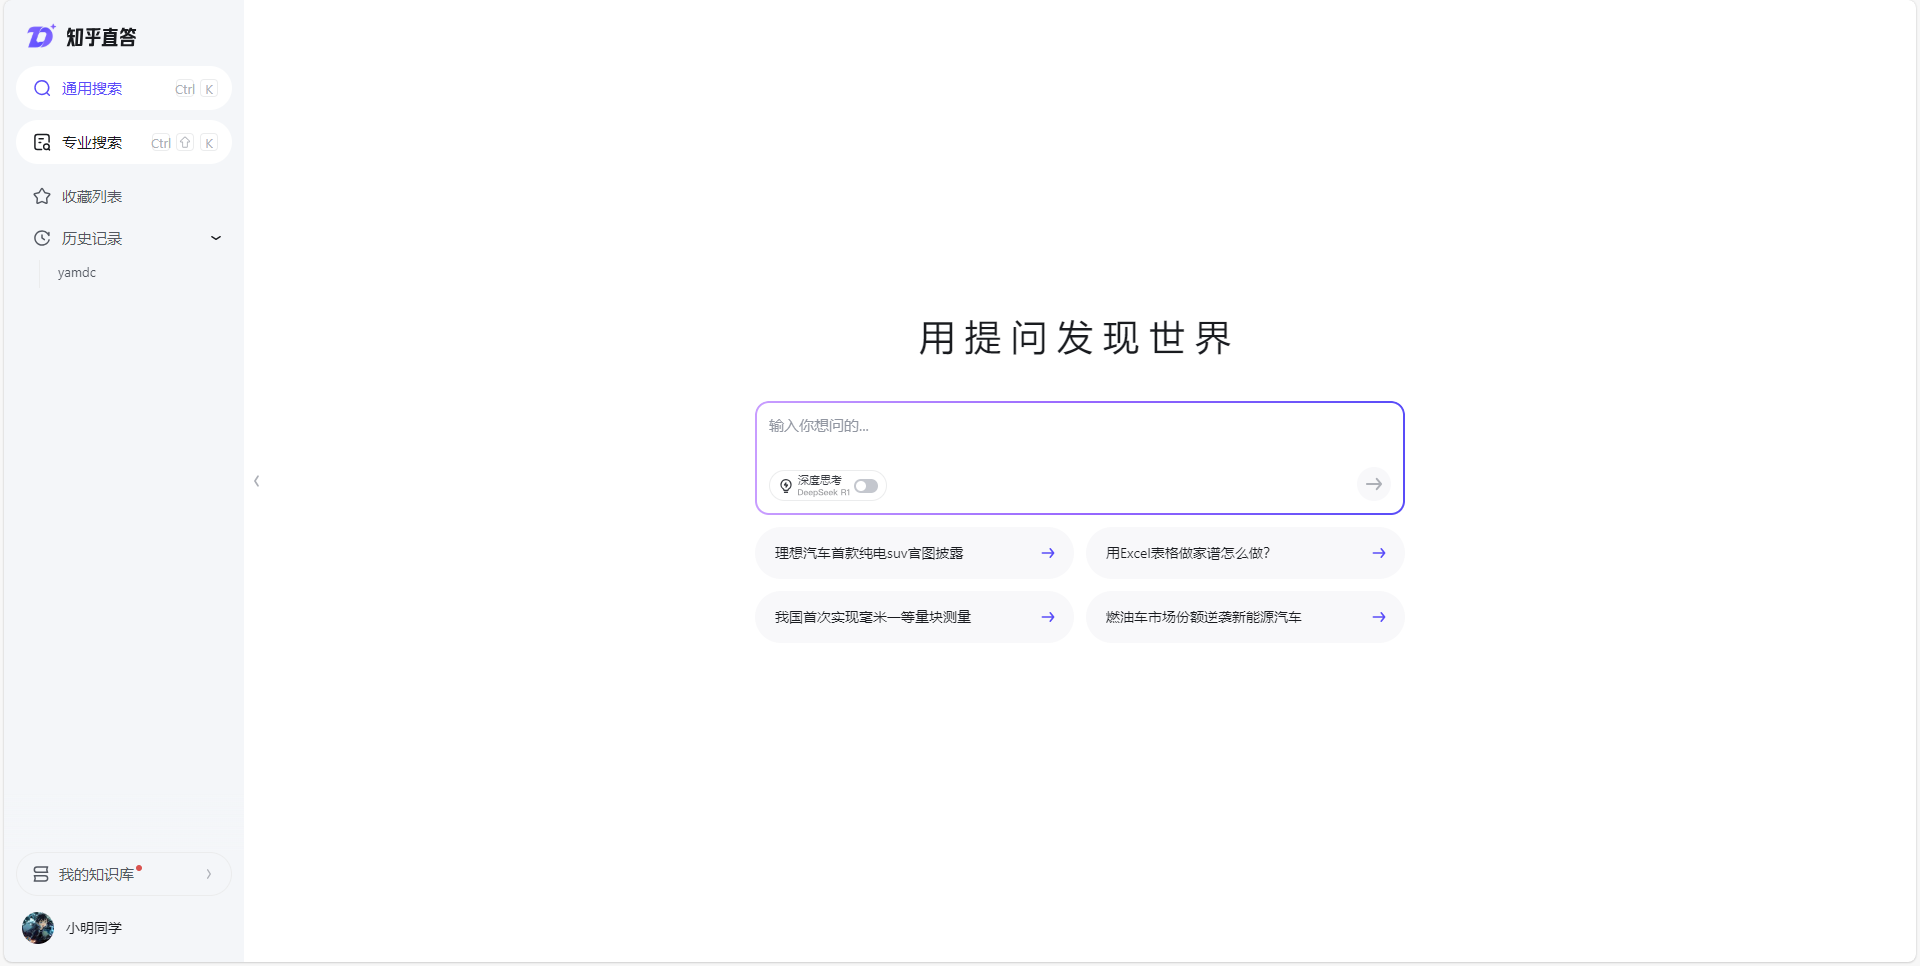 知乎直答
通用搜索 Ctrl K
专业搜索 Ctrl ⇧ K
收藏列表
历史记录
yamdc
用提问发现世界
输入你想问的...
深度思考
DeepSeek R1
理想汽车首款纯电suv官图披露
用Excel表格做家谱怎么做?
我国首次实现毫米一等量块测量
燃油车市场份额逆袭新能源汽车
我的知识库
小明同学